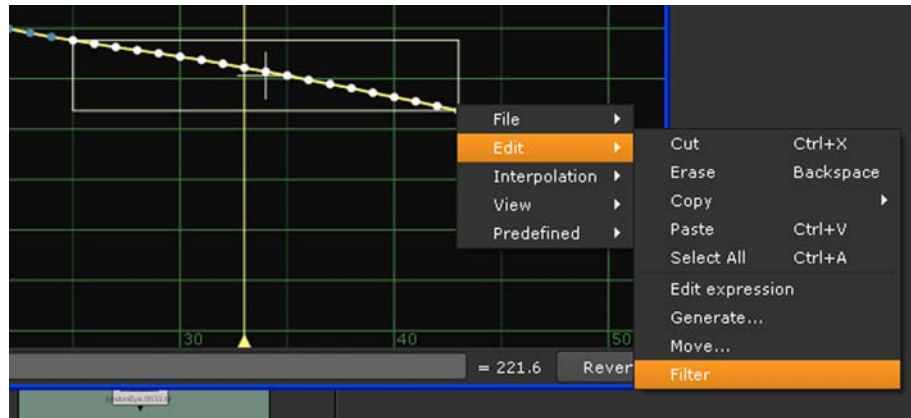 File
Edit
Interpolation
View
Predefined
Cut Ctrl+X
Erase Backspace
Copy
Paste Ctrl+V
Select All Ctrl+A
Edit expression
Generate...
Move...
Filter
30 40 50
= 221.6 Rever